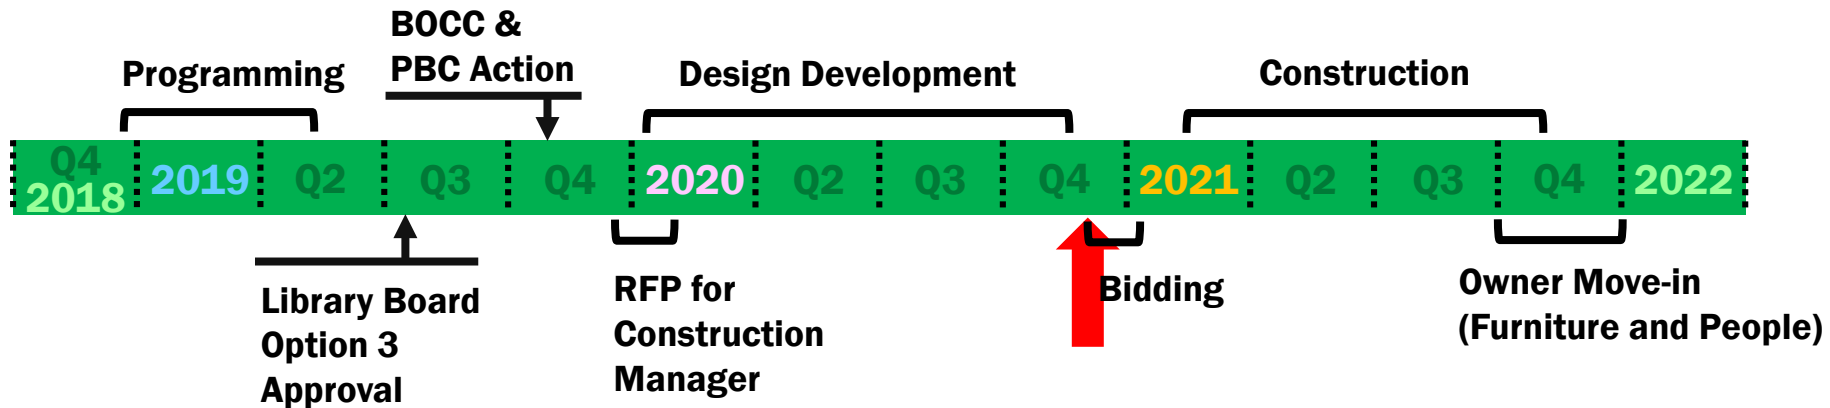 BOCC &
PBC Action
Programming
Design Development
Construction
Q4
2018
2019
Q2
Q3
Q4
2020
Q2
Q3
Q4
2021
Q2
Q3
Q4
2022
Library Board
Option 3
Approval
RFP for
Construction
Manager
Bidding
Owner Move-in
(Furniture and People)